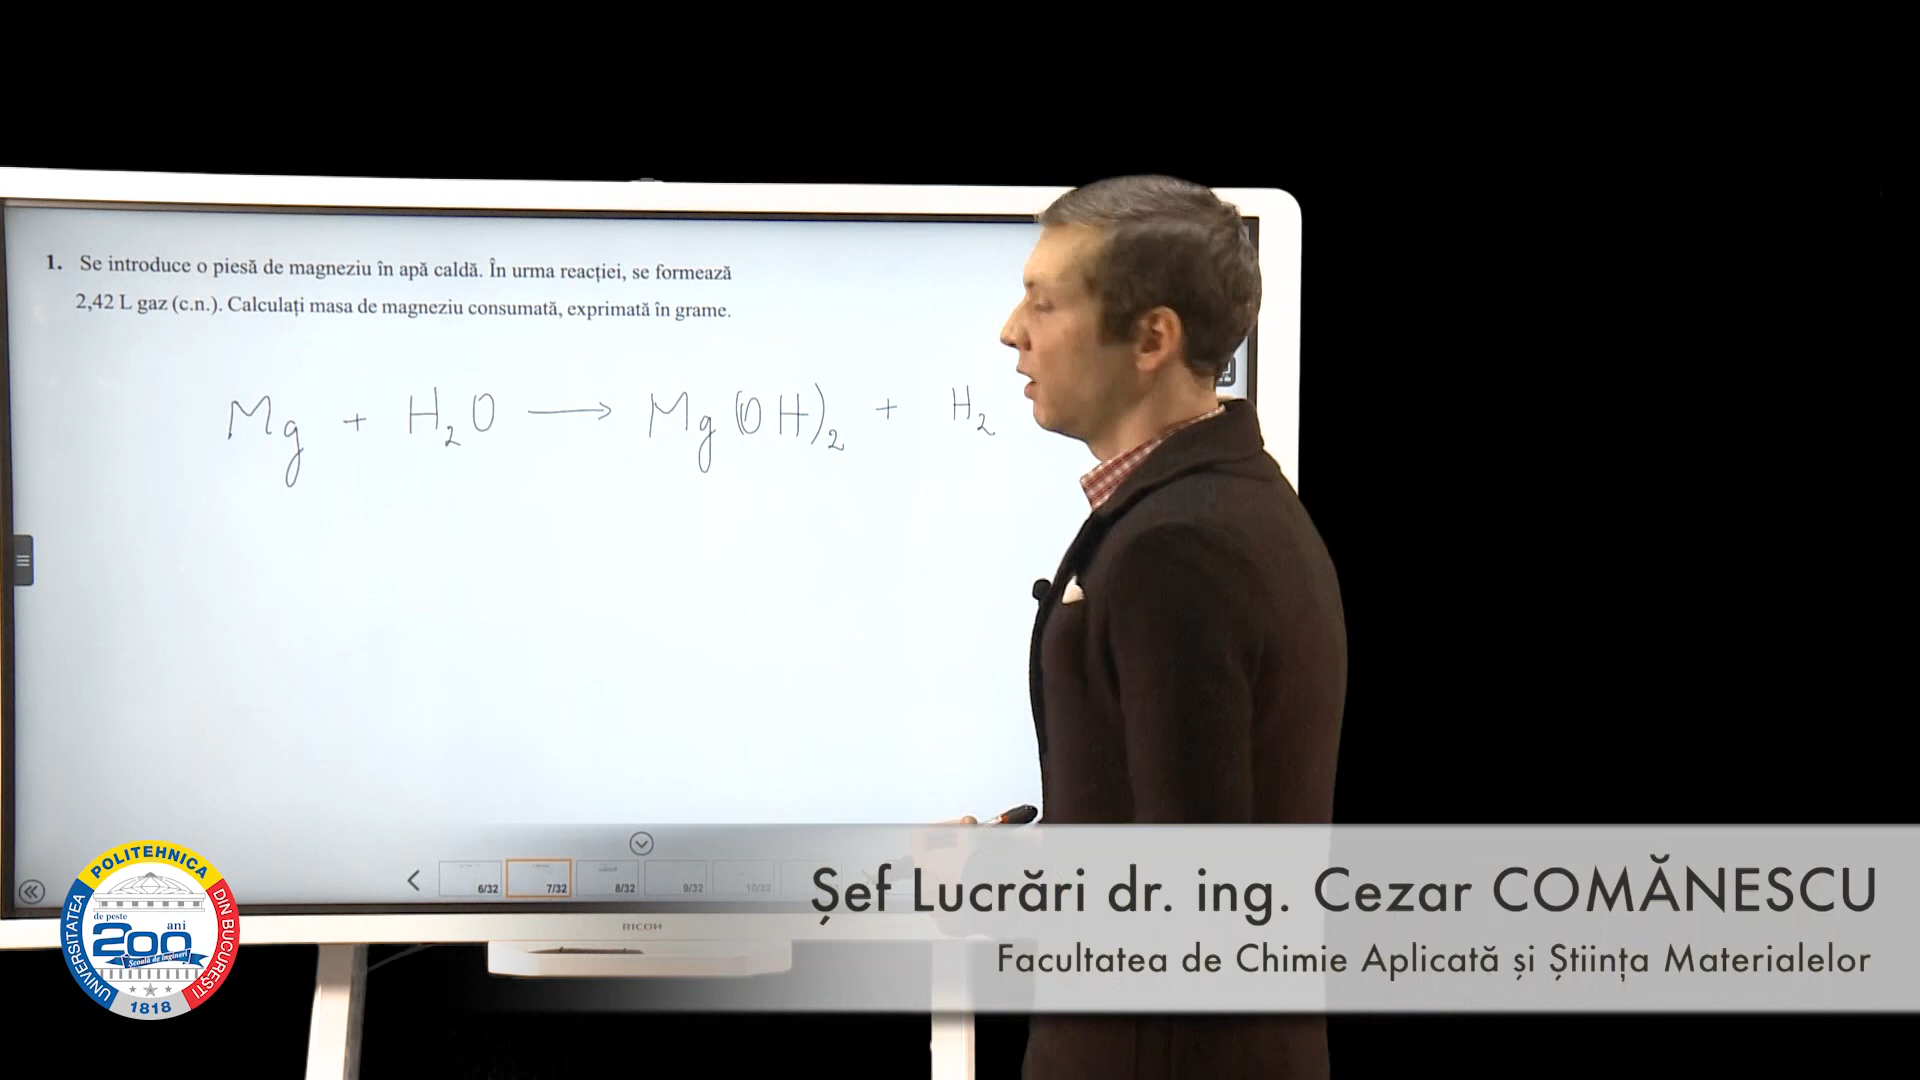 1. Se introduce o piesă de magneziu în apă caldă. În urma reacției, se formează
2,42 L gaz (c.n.). Calculați masa de magneziu consumată, exprimată în grame.
Mg + H₂O → Mg(OH)₂ + H₂
6/32 7/32 8/32 9/32 10/32
RICOH
UNIVERSITATEA POLITEHNICA DIN BUCUREȘTI
de peste
200 ani
Școală de ingineri
1818
Șef Lucrări dr. ing. Cezar COMĂNESCU
Facultatea de Chimie Aplicată și Știința Materialelor